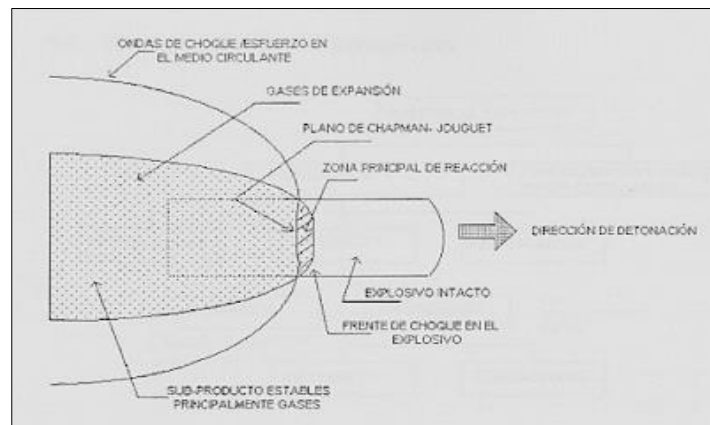 ONDAS DE CHOQUE /ESFUERZO EN
EL MEDIO CIRCULANTE
GASES DE EXPANSIÓN
PLANO DE CHAPMAN- JOUGUET
ZONA PRINCIPAL DE REACCIÓN
DIRECCIÓN DE DETONACIÓN
EXPLOSIVO INTACTO
FRENTE DE CHOQUE EN EL
EXPLOSIVO
SUB-PRODUCTO ESTABLES
PRINCIPALMENTE GASES